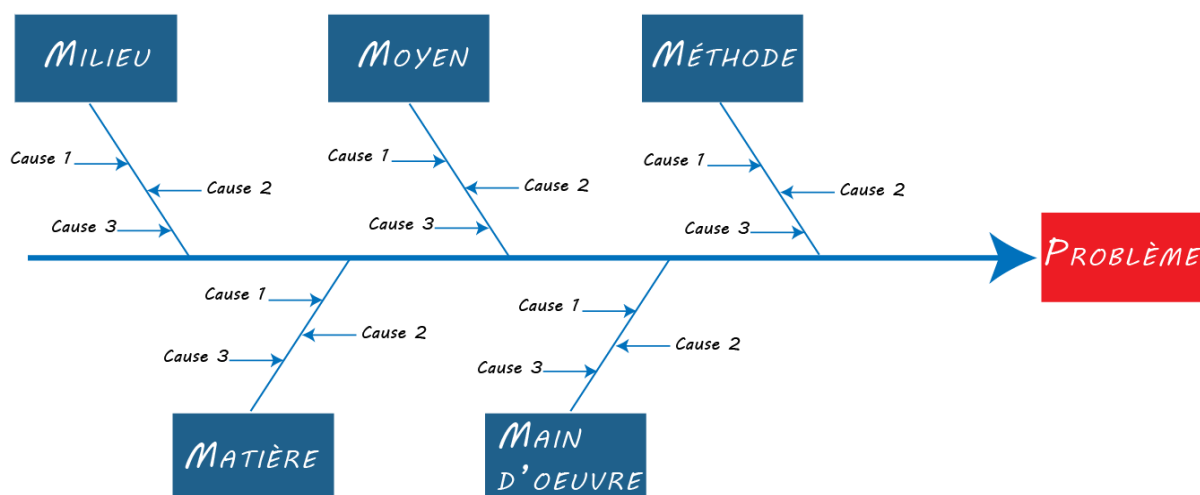 MILIEU
MOYEN
MÉTHODE
Cause 1
Cause 2
Cause 3
Cause 1
Cause 2
Cause 3
Cause 1
Cause 2
Cause 3
PROBLÈME
Cause 1
Cause 2
Cause 3
Cause 1
Cause 2
Cause 3
MATIÈRE
MAIN
D'OEUVRE